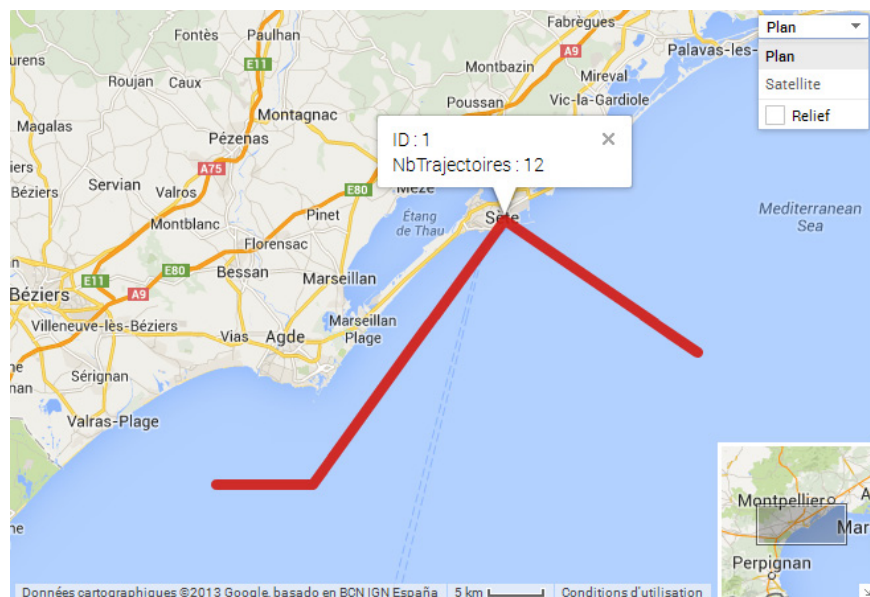 Fabrègues
Plan
Fontès
Paulhan
A9
Palavas-les-
E11
Plan
Montbazin
Mireval
Satellite
Roujan
Caux
Poussan
Vic-la-Gardiole
Relief
Montagnac
Magalas
Pézenas
ID : 1
NbTrajectoires : 12
A75
Béziers
Servian
Valros
E80
Mèze
Mediterranean
Sea
Pinet
Étang
de Thau
Sète
Montblanc
Florensac
E11
E80
Bessan
Marseillan
Béziers
A9
Villeneuve-lès-Béziers
Marseillan
Plage
Vias
Agde
Sérignan
Valras-Plage
Montpellier
Mar
Perpignan
Données cartographiques ©2013 Google, basado en BCN IGN España
5 km
Conditions d'utilisation